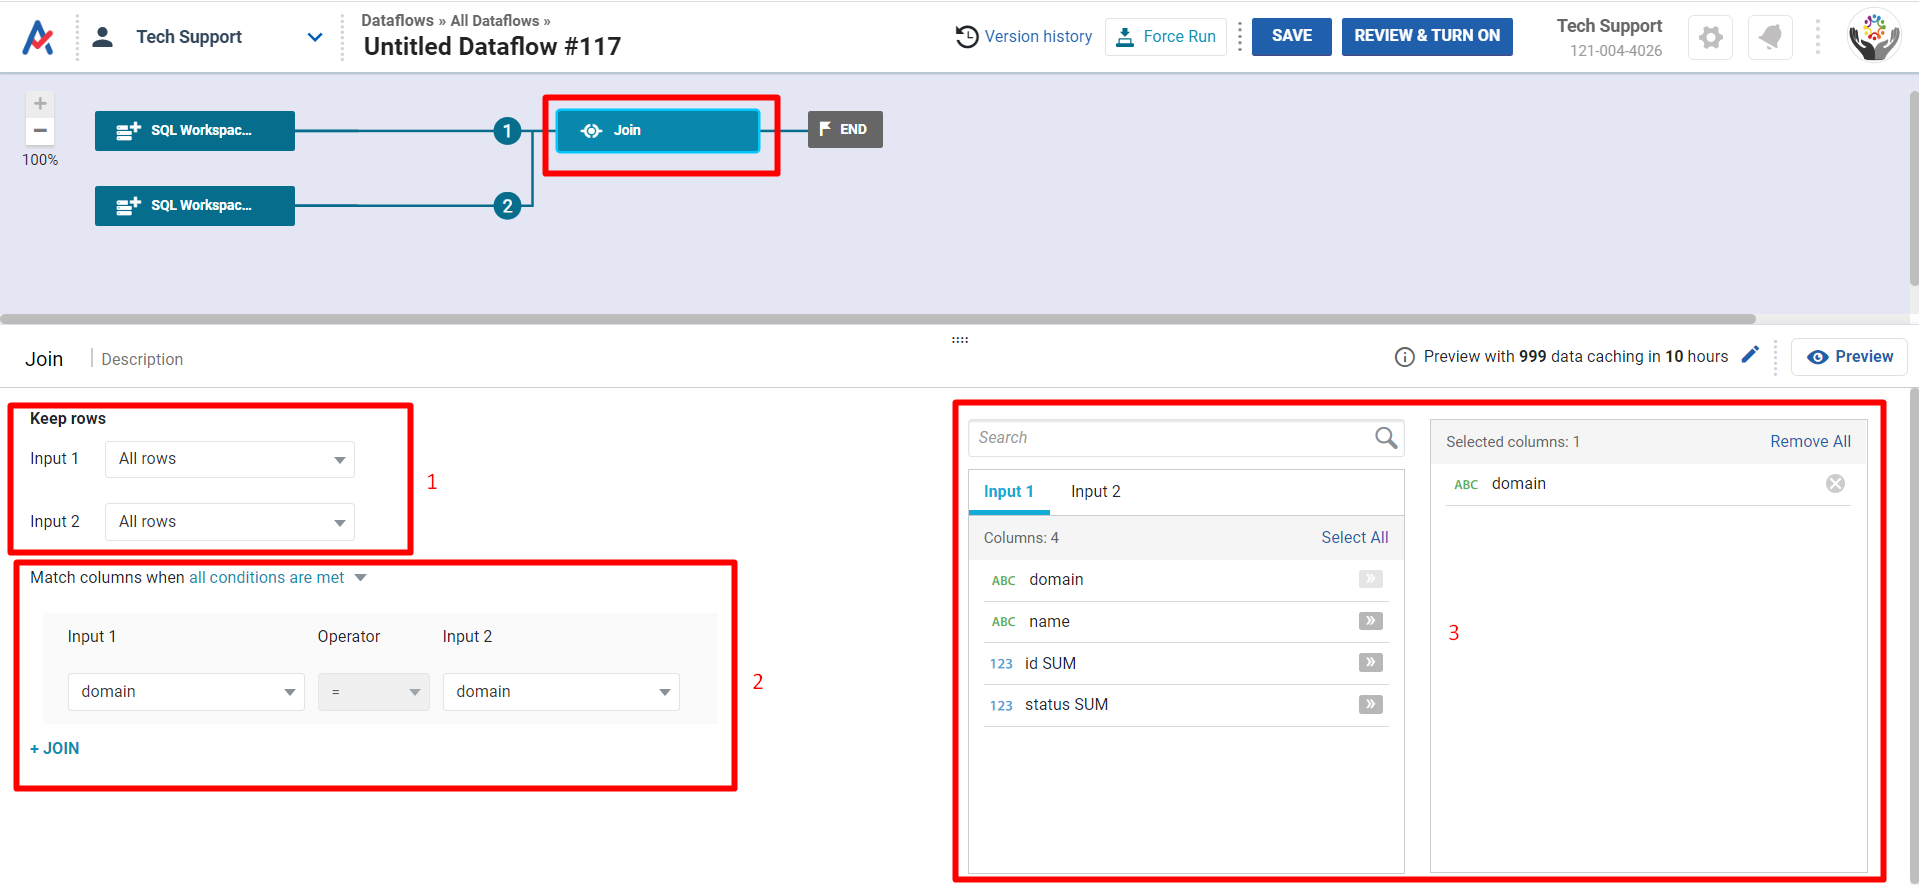 Tech Support
Dataflows » All Dataflows »
Untitled Dataflow #117
Version history
Force Run
SAVE
REVIEW & TURN ON
Tech Support
121-004-4026
+
−
100%
SQL Workspac...
1
Join
END
SQL Workspac...
2
Join
Description
Preview with 999 data caching in 10 hours
Preview
Keep rows
Input 1
All rows
Input 2
All rows
1
Match columns when all conditions are met
Input 1
Operator
Input 2
domain
=
domain
+ JOIN
2
Search
Input 1
Input 2
Columns: 4
Select All
ABC domain
ABC name
123 id SUM
123 status SUM
Selected columns: 1
Remove All
ABC domain
3